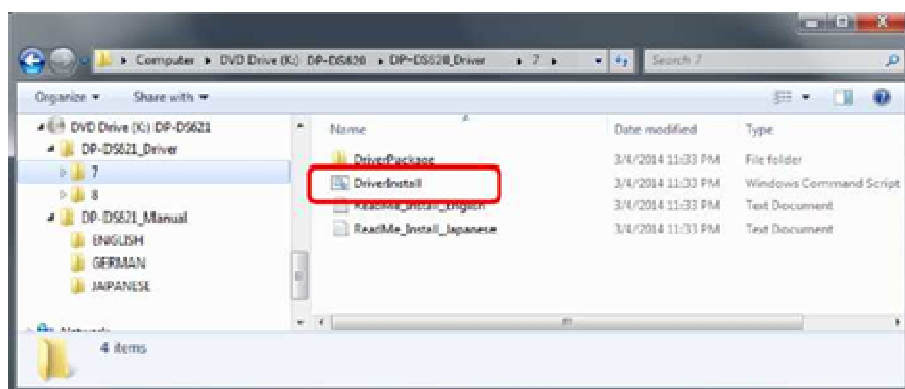 Computer DVD Drive (K:) DP-DS620 DP-DS620_Driver 7 Search 7
Organize Share with
DVD Drive (K:) DP-DS621
DP-DS621_Driver
7
8
DP-DS621_Manual
ENGLISH
GERMAN
JAPANESE
Name Date modified Type
DriverPackage 3/4/2014 11:33 PM File folder
DriverInstall 3/4/2014 11:33 PM Windows Command Script
ReadMe_Install_English 3/4/2014 11:33 PM Text Document
ReadMe_Install_Japanese 3/4/2014 11:33 PM Text Document
4 items